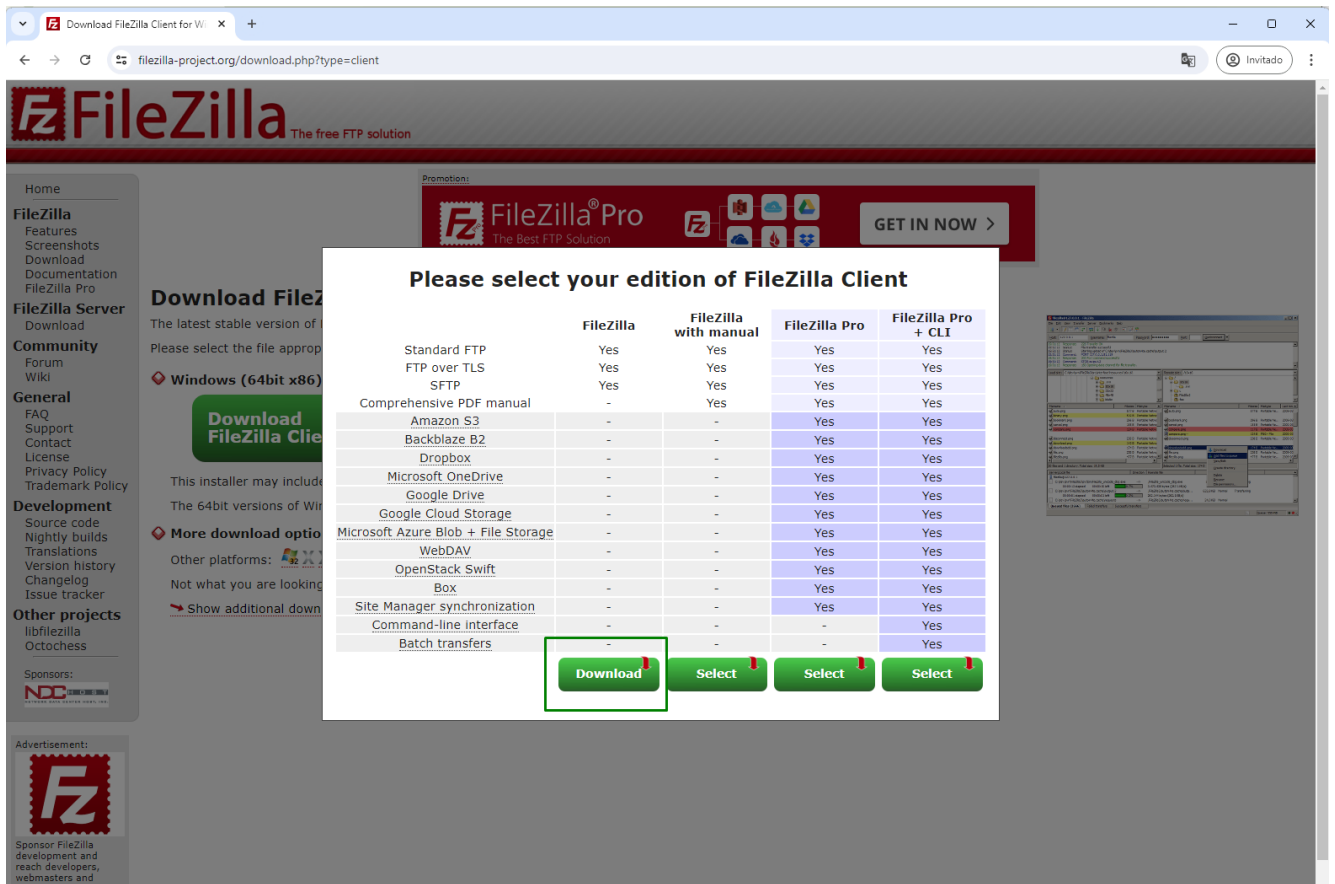 Download FileZilla Client for Wi
filezilla-project.org/download.php?type=client
Invitado
FileZilla The free FTP solution
Home
FileZilla
Features
Screenshots
Download
Documentation
FileZilla Pro
FileZilla Server
Download
Community
Forum
Wiki
General
FAQ
Support
Contact
License
Privacy Policy
Trademark Policy
Development
Source code
Nightly builds
Translations
Version history
Changelog
Issue tracker
Other projects
libfilezilla
Octochess
Sponsors:
Advertisement:
Sponsor FileZilla
development and
reach developers,
webmasters and
Promotion:
FileZilla® Pro
The Best FTP Solution
GET IN NOW >
Download FileZ
The latest stable version of
Please select the file approp
Windows (64bit x86)
Download
FileZilla Clie
This installer may include
The 64bit versions of Wi
More download optio
Other platforms:
Not what you are looking
Show additional down
Please select your edition of FileZilla Client
FileZilla FileZilla with manual FileZilla Pro FileZilla Pro + CLI
Standard FTP Yes Yes Yes Yes
FTP over TLS Yes Yes Yes Yes
SFTP Yes Yes Yes Yes
Comprehensive PDF manual - Yes Yes Yes
Amazon S3 - - Yes Yes
Backblaze B2 - - Yes Yes
Dropbox - - Yes Yes
Microsoft OneDrive - - Yes Yes
Google Drive - - Yes Yes
Google Cloud Storage - - Yes Yes
Microsoft Azure Blob + File Storage - - Yes Yes
WebDAV - - Yes Yes
OpenStack Swift - - Yes Yes
Box - - Yes Yes
Site Manager synchronization - - Yes Yes
Command-line interface - - - Yes
Batch transfers - - - Yes
Download Select Select Select